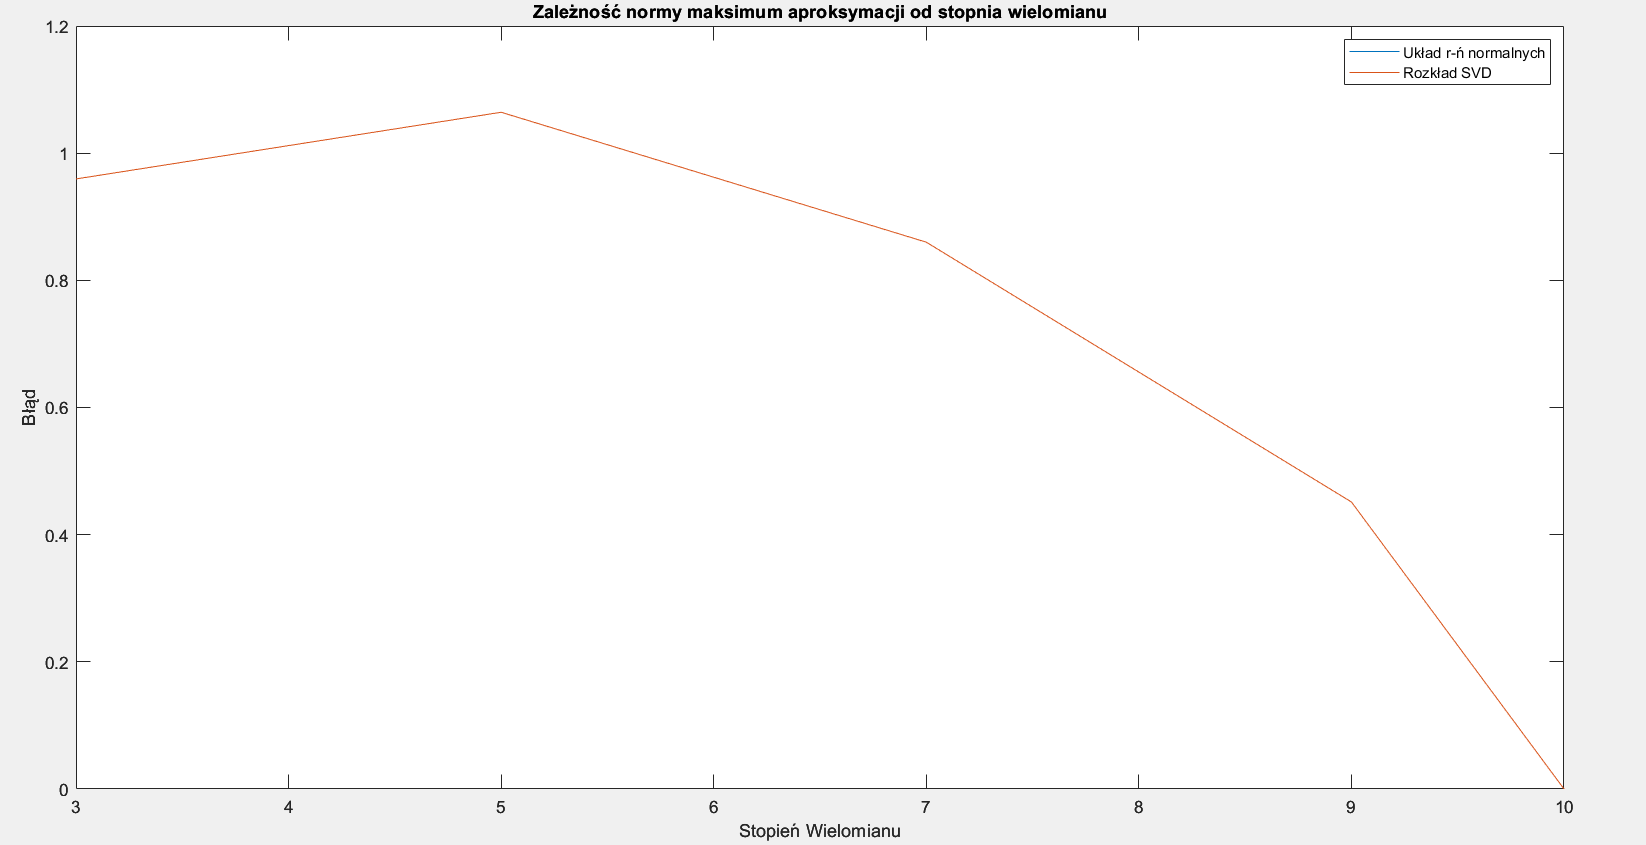 Zależność normy maksimum aproksymacji od stopnia wielomianu
Układ r-ń normalnych
Rozkład SVD
1.2
1
0.8
0.6
0.4
0.2
0
Błąd
3 4 5 6 7 8 9 10
Stopień Wielomianu